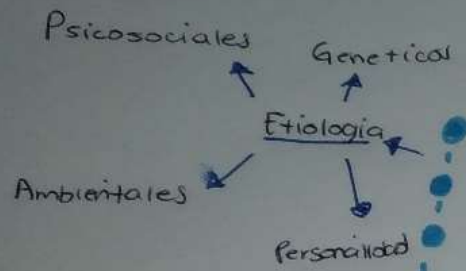 Psicosociales
Geneticos
Etiologia
Ambientales
Personalidad